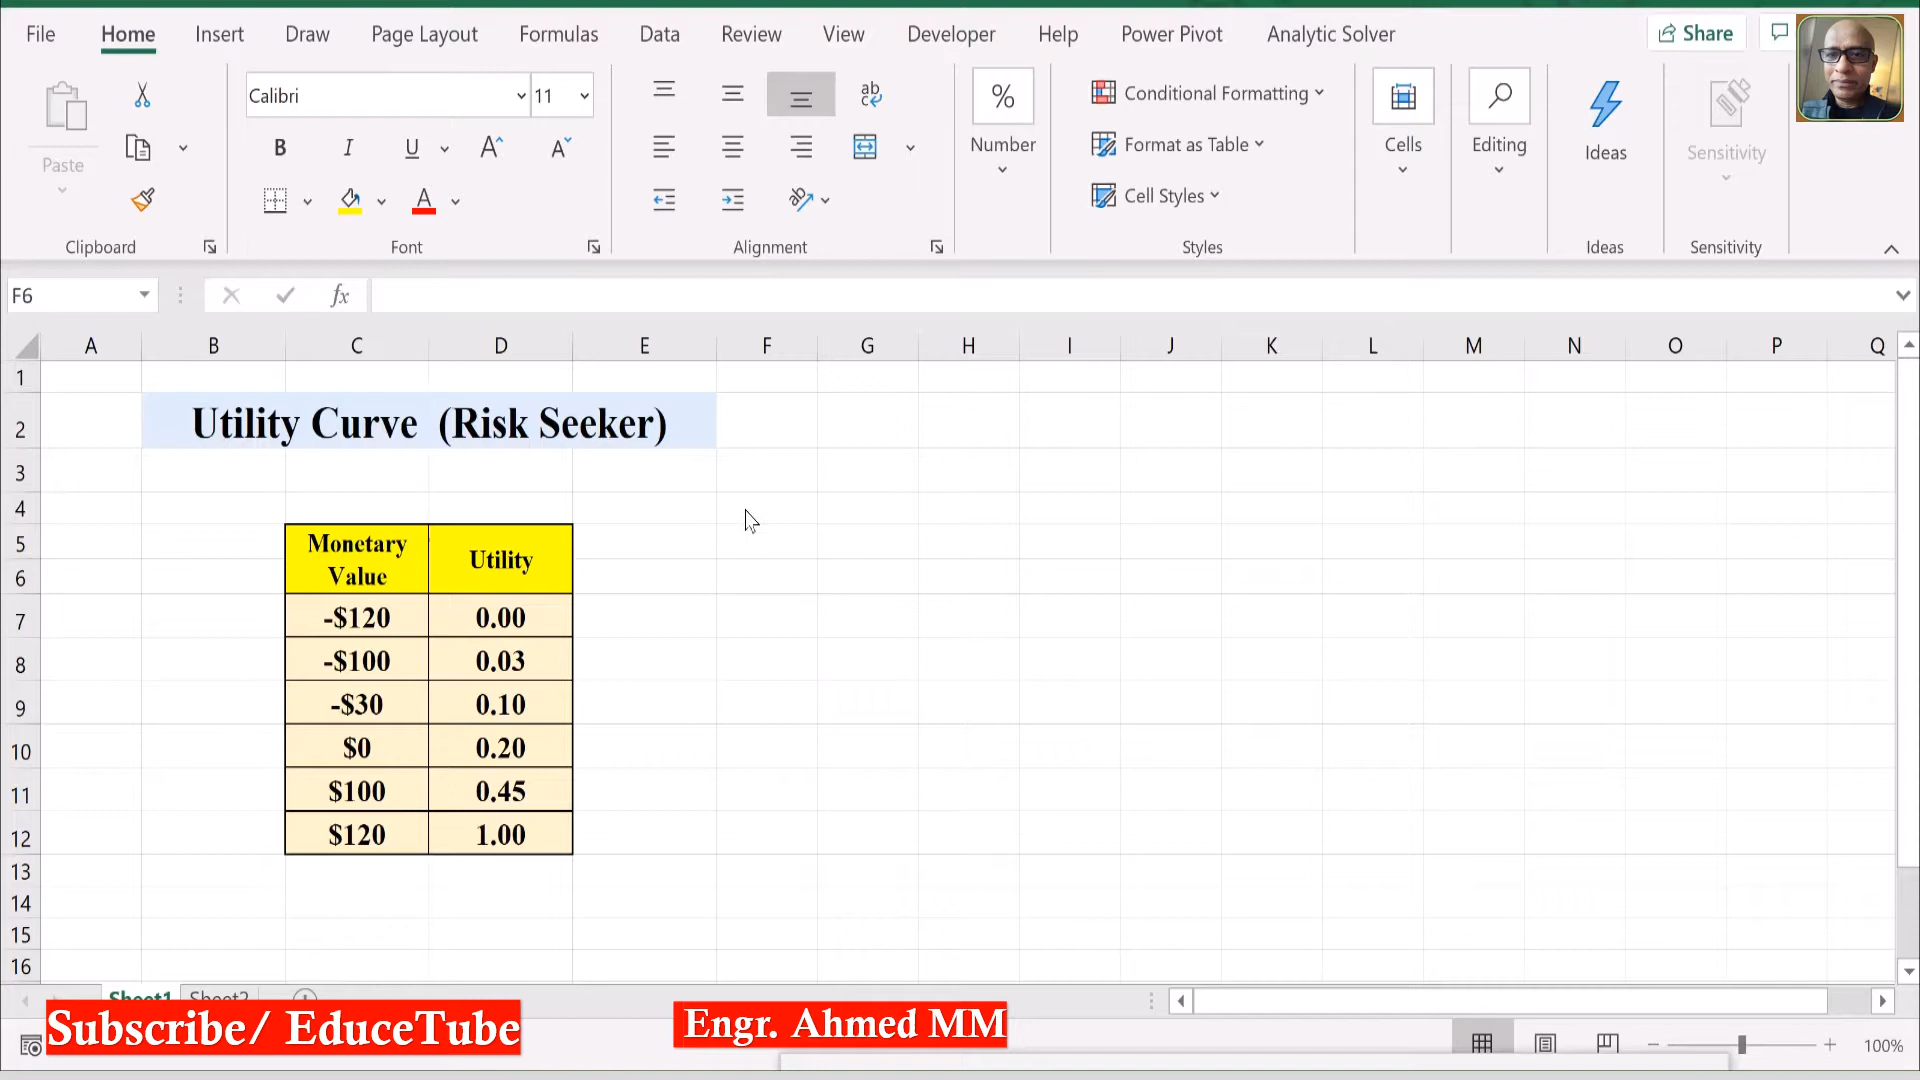 File Home Insert Draw Page Layout Formulas Data Review View Developer Help Power Pivot Analytic Solver Share
Calibri 11
Paste
B I U A A
A
ab
c
%
Number
Conditional Formatting
Format as Table
Cell Styles
Cells
Editing
Ideas
Sensitivity
Clipboard Font Alignment Styles Ideas Sensitivity
F6 fx
A B C D E F G H I J K L M N O P Q
1
2 Utility Curve (Risk Seeker)
3
4
5 Monetary
6 Value Utility
7 -$120 0.00
8 -$100 0.03
9 -$30 0.10
10 $0 0.20
11 $100 0.45
12 $120 1.00
13
14
15
16
Sheet1 Sheet2
Subscribe/ EduceTube
Engr. Ahmed MM
100%